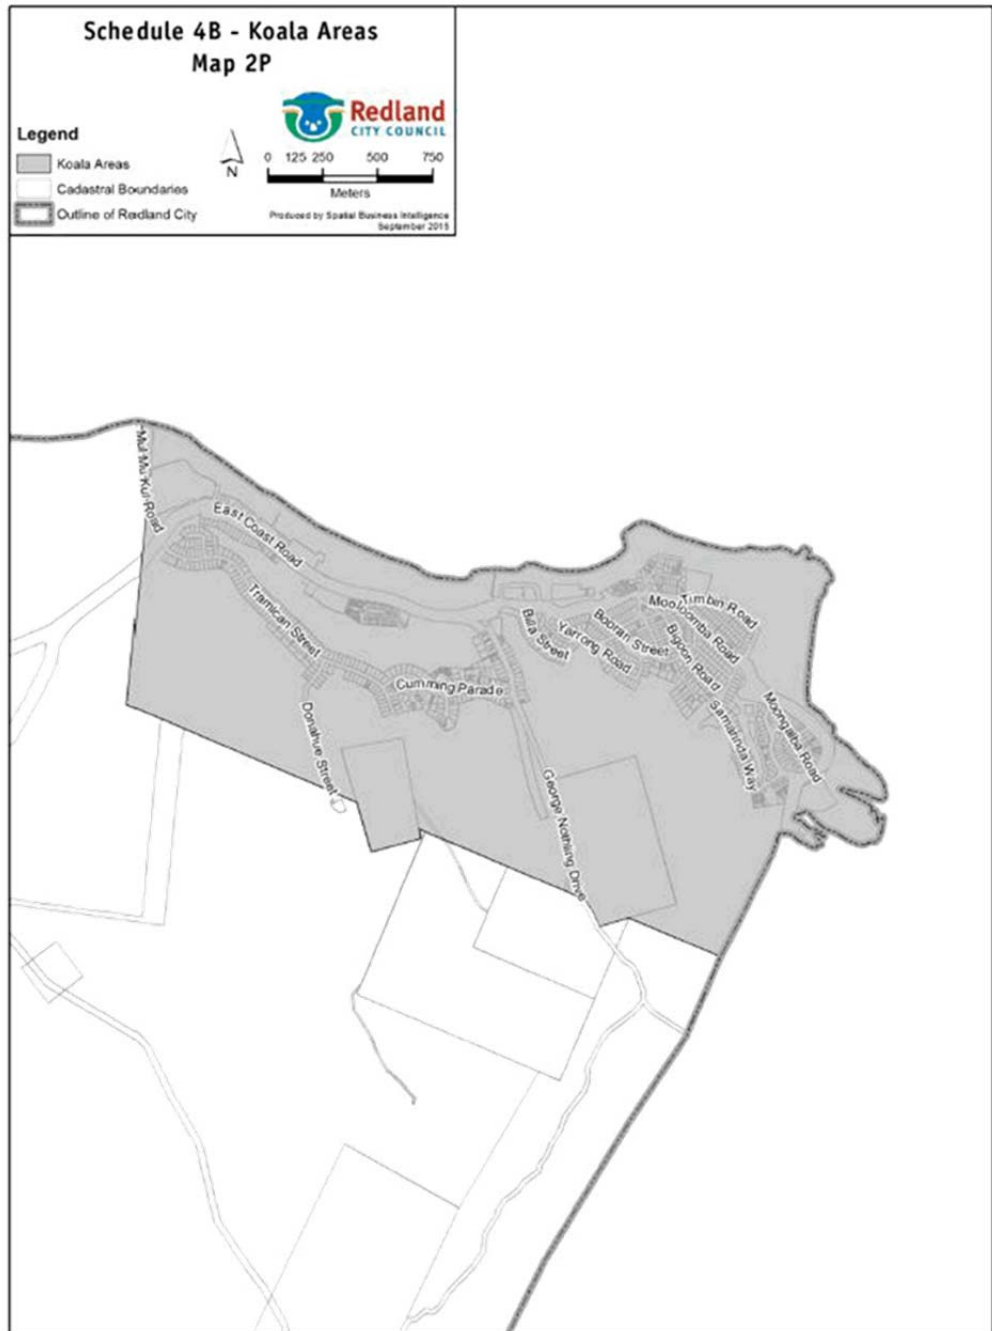 Schedule 4B - Koala Areas
Map 2P
Redland
CITY COUNCIL
Legend
Koala Areas
Cadastral Boundaries
Outline of Redland City
N
0 125 250 500 750
Meters
Produced by Spatial Business Intelligence
September 2015
Mul Mu Kul Road
East Coast Road
Tramican Street
Cumming Parade
Donahue Street
George Nothling Drive
Billa Street
Yarrong Road
Booran Street
Bigoon Road
Mooloomba Road
Timbin Road
Samarinda Way
Moongalba Road